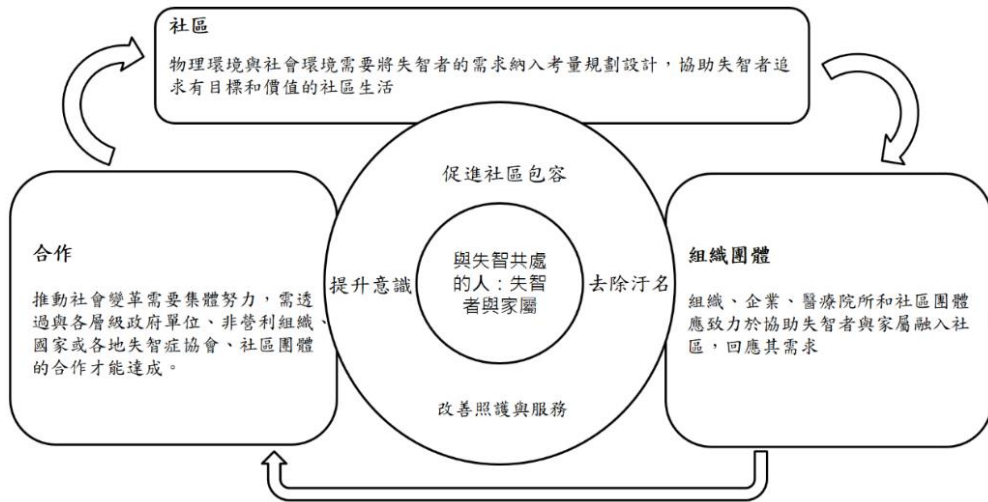 社區
物理環境與社會環境需要將失智者的需求納入考量規劃設計，協助失智者追
求有目標和價值的社區生活
促進社區包容
合作
推動社會變革需要集體努力，需透
過與各層級政府單位、非營利組織、
國家或各地失智症協會、社區團體
的合作才能達成。
提升意識
與失智共處
的人：失智
者與家屬
去除汙名
組織團體
組織、企業、醫療院所和社區團體
應致力於協助失智者與家屬融入社
區，回應其需求
改善照護與服務